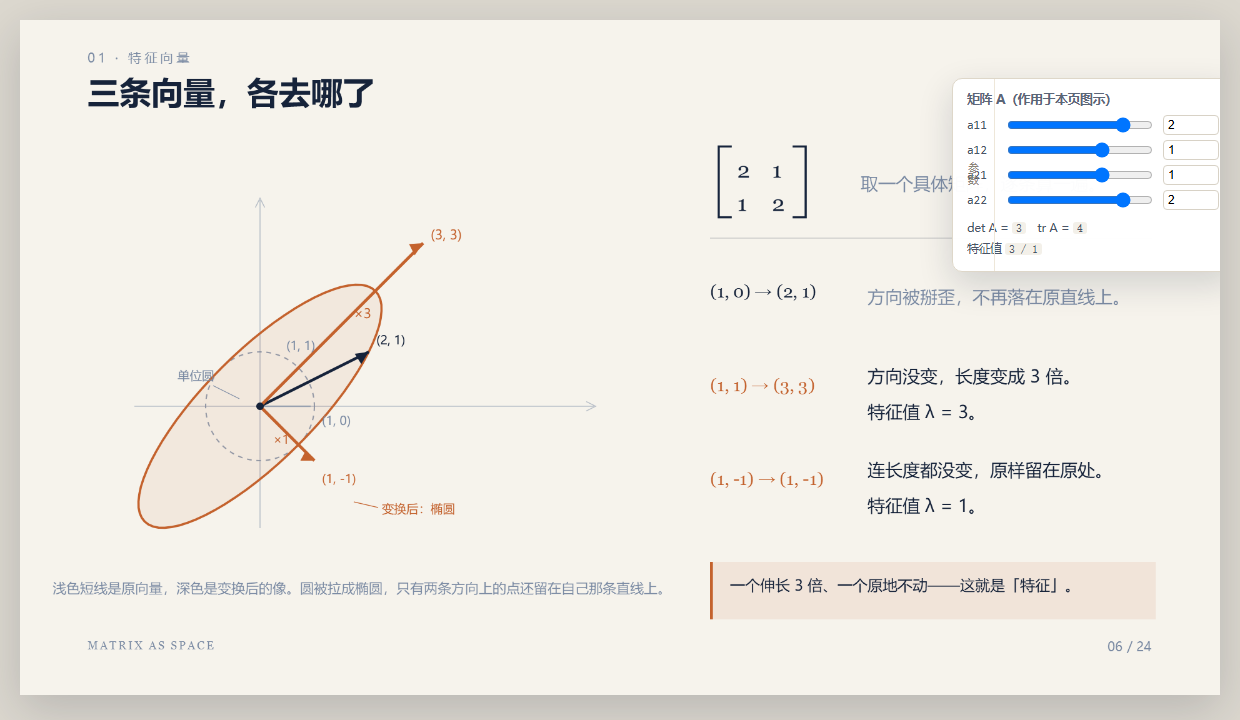 01 · 特征向量
三条向量，各去哪了
矩阵 A（作用于本页图示）
a11
2
a12
1
参数
a21
1
a22
2
det A = 3 tr A = 4
特征值 3 / 1
2 1
1 2
取一个具体
(1, 0) → (2, 1)
方向被掰歪，不再落在原直线上。
(1, 1) → (3, 3)
方向没变，长度变成 3 倍。
特征值 λ = 3。
(1, -1) → (1, -1)
连长度都没变，原样留在原处。
特征值 λ = 1。
一个伸长 3 倍、一个原地不动——这就是「特征」。
(3, 3)
×3
(1, 1)
(2, 1)
单位圆
(1, 0)
×1
(1, -1)
变换后：椭圆
浅色短线是原向量，深色是变换后的像。圆被拉成椭圆，只有两条方向上的点还留在自己那条直线上。
MATRIX AS SPACE
06 / 24